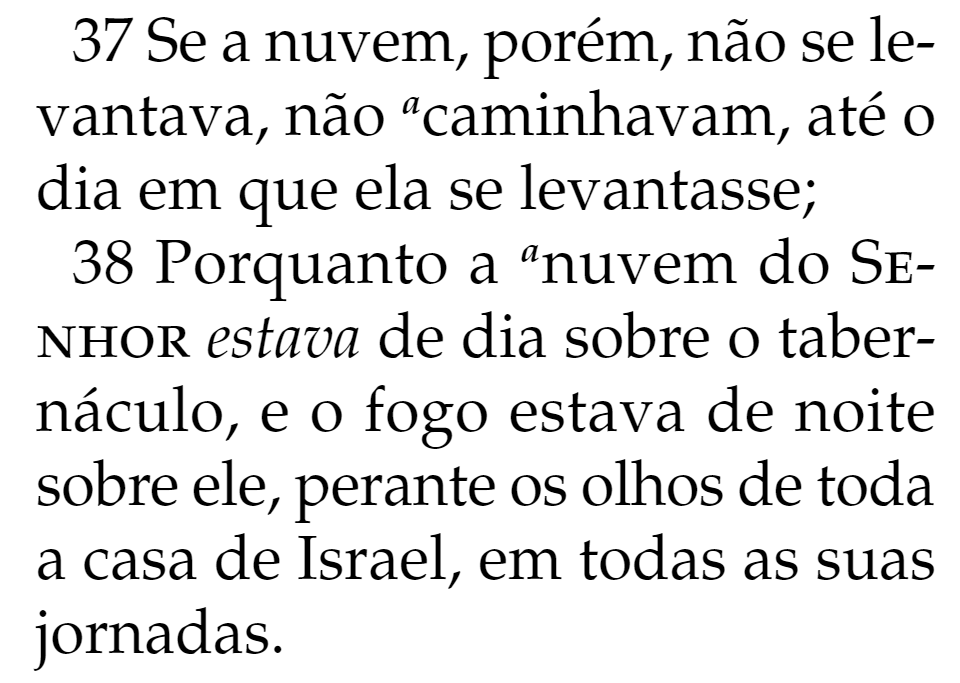 37 Se a nuvem, porém, não se le-
vantava, não ᵃcaminhavam, até o
dia em que ela se levantasse;
38 Porquanto a ᵃnuvem do SE-
NHOR estava de dia sobre o taber-
náculo, e o fogo estava de noite
sobre ele, perante os olhos de toda
a casa de Israel, em todas as suas
jornadas.